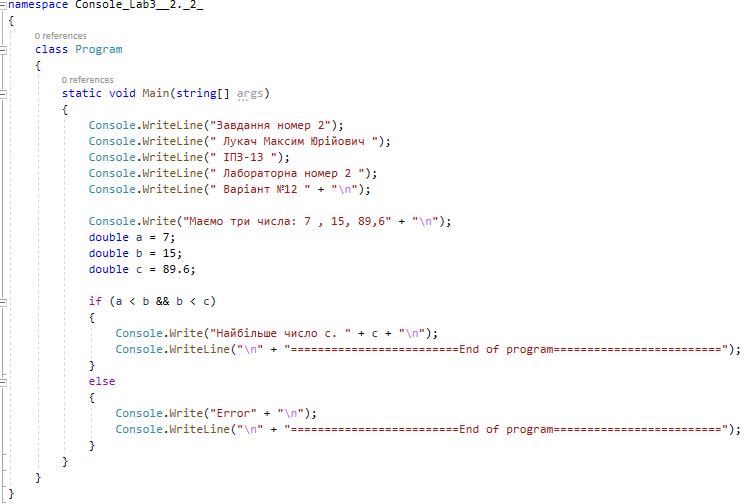 namespace Console_Lab3__2._2_
{
0 references
class Program
{
0 references
static void Main(string[] args)
{
Console.WriteLine("Завдання номер 2");
Console.WriteLine(" Лукач Максим Юрійович ");
Console.WriteLine(" ІПЗ-13 ");
Console.WriteLine(" Лабораторна номер 2 ");
Console.WriteLine(" Варіант №12 " + "\n");
Console.Write("Маємо три числа: 7 , 15, 89,6" + "\n");
double a = 7;
double b = 15;
double c = 89.6;
if (a < b && b < c)
{
Console.Write("Найбільше число c. " + c + "\n");
Console.WriteLine("\n" + "=========================End of program=========================");
}
else
{
Console.Write("Error" + "\n");
Console.WriteLine("\n" + "=========================End of program=========================");
}
}
}
}